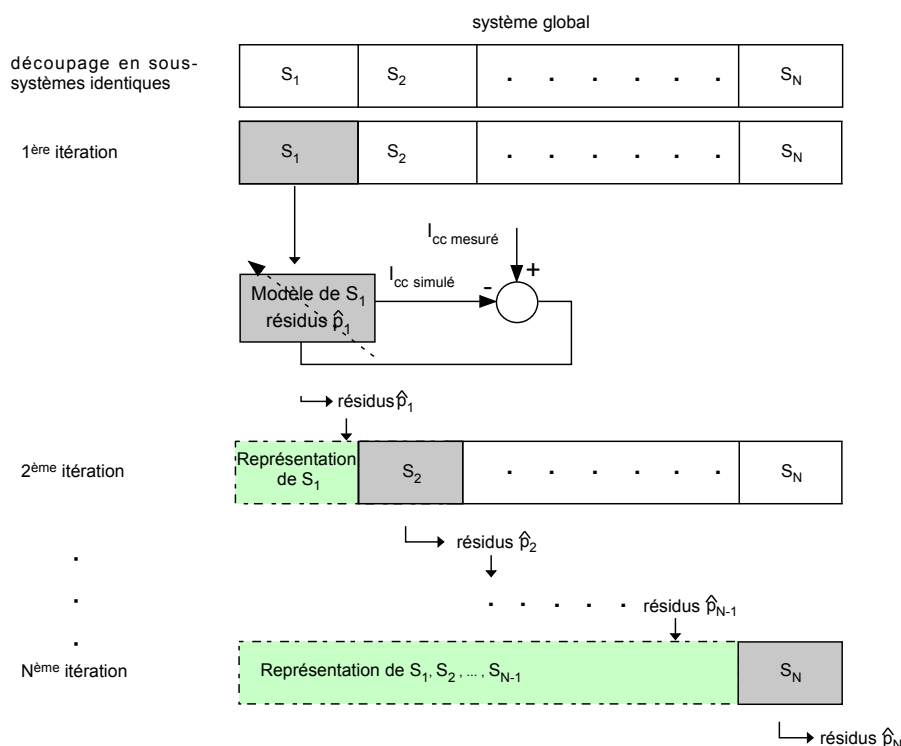 système global
découpage en sous-
systèmes identiques
S1 S2 . . . . . . SN
1ère itération
S1 S2 . . . . . . SN
Icc mesuré
+
Icc simulé
-
Modèle de S1
résidus p̂1
résidus p̂1
2ème itération
Représentation
de S1
S2 . . . . . . SN
résidus p̂2
. . . . . résidus p̂N-1
.
.
.
Nème itération
Représentation de S1, S2 , ... , SN-1
SN
résidus p̂N